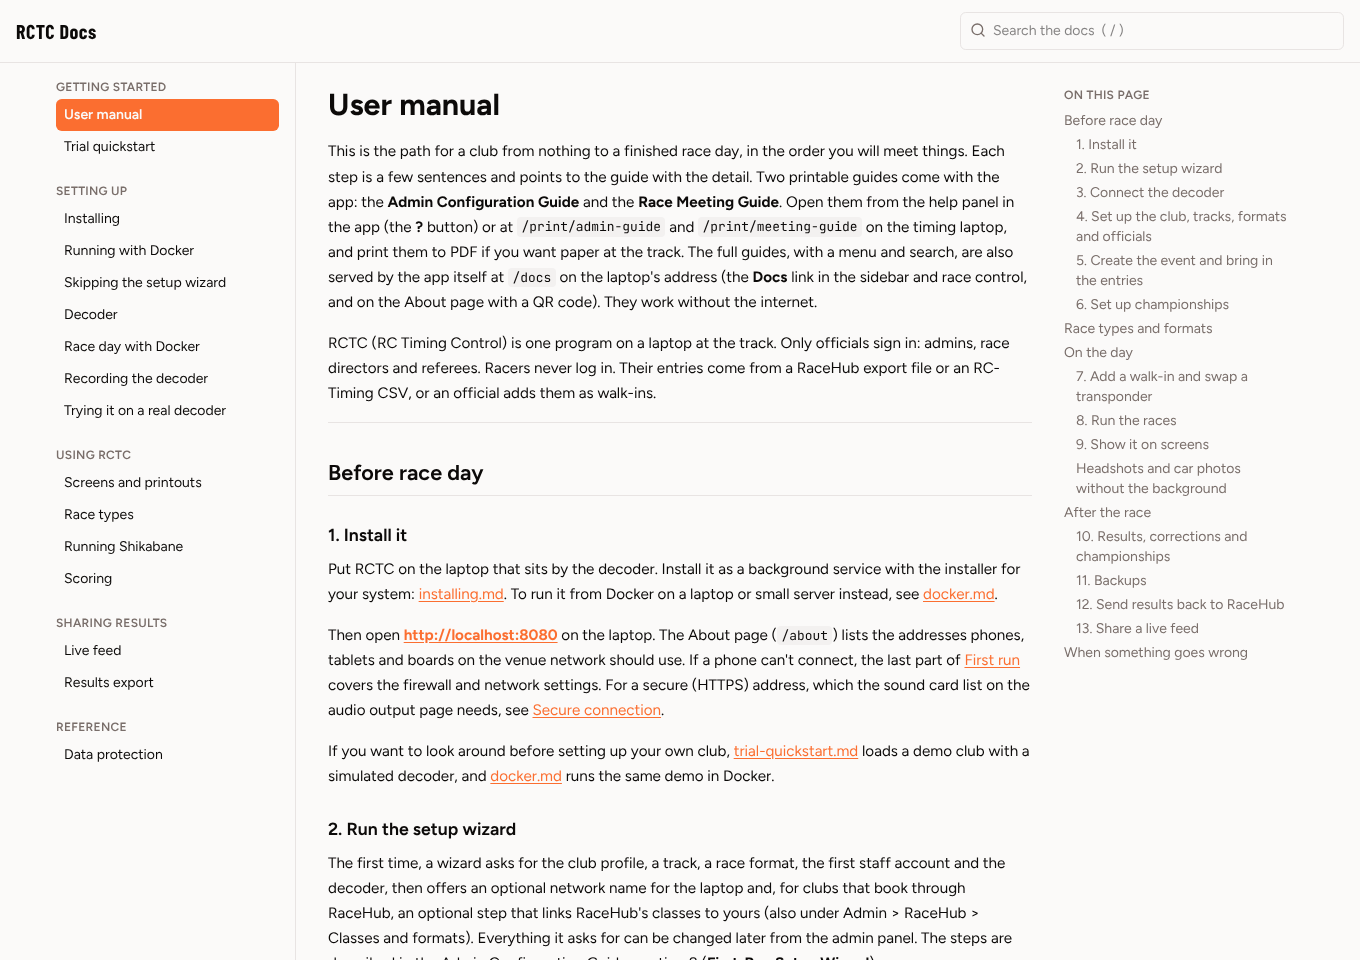 RCTC Docs
Search the docs ( / )
GETTING STARTED
User manual
Trial quickstart
SETTING UP
Installing
Running with Docker
Skipping the setup wizard
Decoder
Race day with Docker
Recording the decoder
Trying it on a real decoder
USING RCTC
Screens and printouts
Race types
Running Shikabane
Scoring
SHARING RESULTS
Live feed
Results export
REFERENCE
Data protection
User manual
This is the path for a club from nothing to a finished race day, in the order you will meet things. Each
step is a few sentences and points to the guide with the detail. Two printable guides come with the
app: the Admin Configuration Guide and the Race Meeting Guide. Open them from the help panel in
the app (the ? button) or at /print/admin-guide and /print/meeting-guide on the timing laptop,
and print them to PDF if you want paper at the track. The full guides, with a menu and search, are also
served by the app itself at /docs on the laptop's address (the Docs link in the sidebar and race control,
and on the About page with a QR code). They work without the internet.
RCTC (RC Timing Control) is one program on a laptop at the track. Only officials sign in: admins, race
directors and referees. Racers never log in. Their entries come from a RaceHub export file or an RC-
Timing CSV, or an official adds them as walk-ins.
Before race day
1. Install it
Put RCTC on the laptop that sits by the decoder. Install it as a background service with the installer for
your system: installing.md. To run it from Docker on a laptop or small server instead, see docker.md.
Then open http://localhost:8080 on the laptop. The About page ( /about ) lists the addresses phones,
tablets and boards on the venue network should use. If a phone can't connect, the last part of First run
covers the firewall and network settings. For a secure (HTTPS) address, which the sound card list on the
audio output page needs, see Secure connection.
If you want to look around before setting up your own club, trial-quickstart.md loads a demo club with a
simulated decoder, and docker.md runs the same demo in Docker.
2. Run the setup wizard
The first time, a wizard asks for the club profile, a track, a race format, the first staff account and the
decoder, then offers an optional network name for the laptop and, for clubs that book through
RaceHub, an optional step that links RaceHub's classes to yours (also under Admin > RaceHub >
Classes and formats). Everything it asks for can be changed later from the admin panel. The steps are
ON THIS PAGE
Before race day
1. Install it
2. Run the setup wizard
3. Connect the decoder
4. Set up the club, tracks, formats
and officials
5. Create the event and bring in
the entries
6. Set up championships
Race types and formats
On the day
7. Add a walk-in and swap a
transponder
8. Run the races
9. Show it on screens
Headshots and car photos
without the background
After the race
10. Results, corrections and
championships
11. Backups
12. Send results back to RaceHub
13. Share a live feed
When something goes wrong